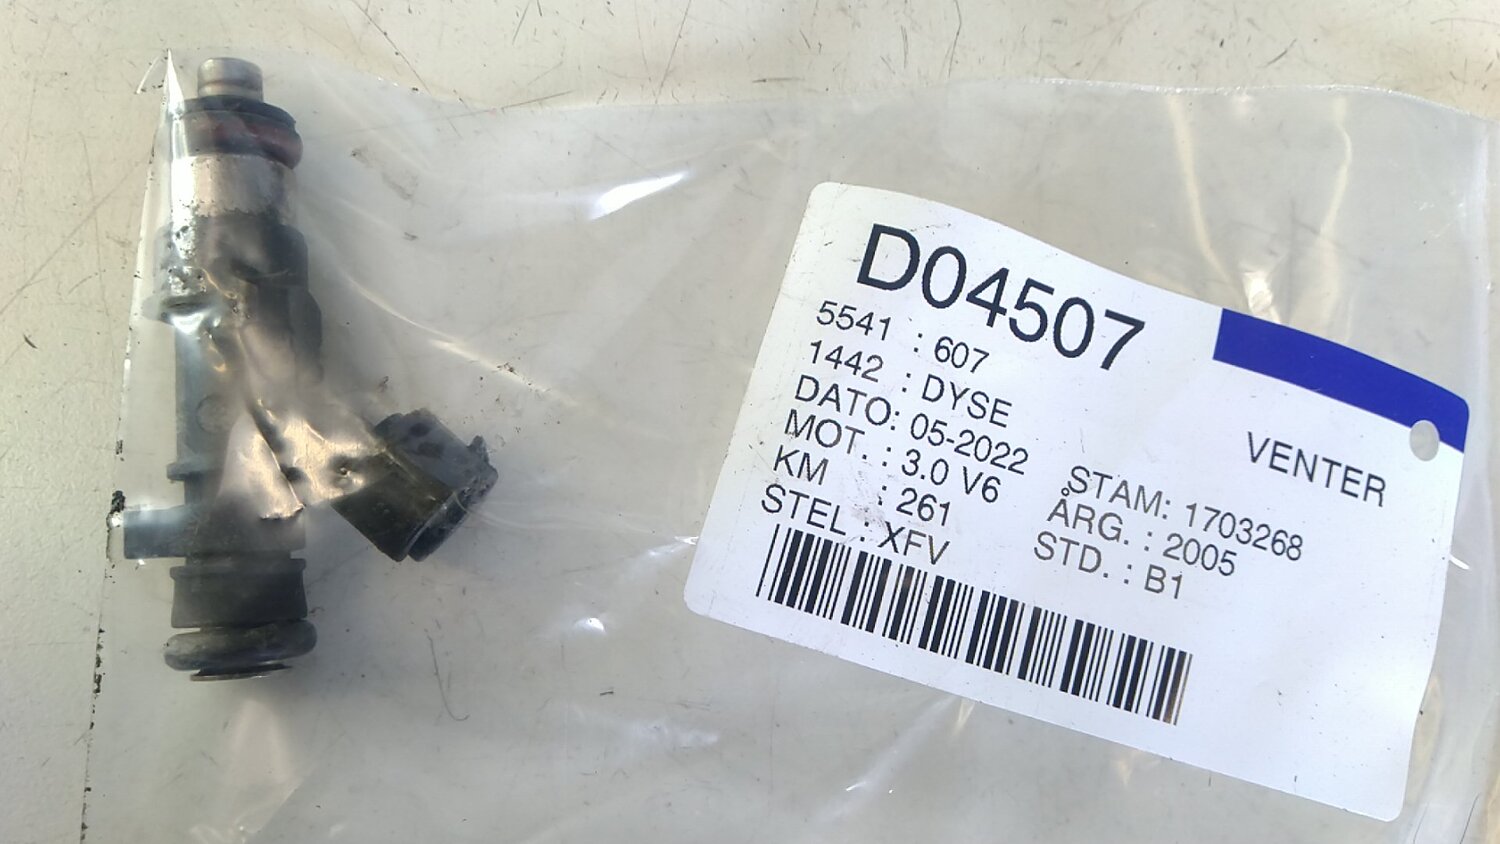 D04507
5541 : 607
1442 : DYSE
VENTER
DATO: 05-2022 STAM: 1703268
MOT. : 3.0 V6 ÅRG. : 2005
KM : 261 STD. : B1
STEL : XFV